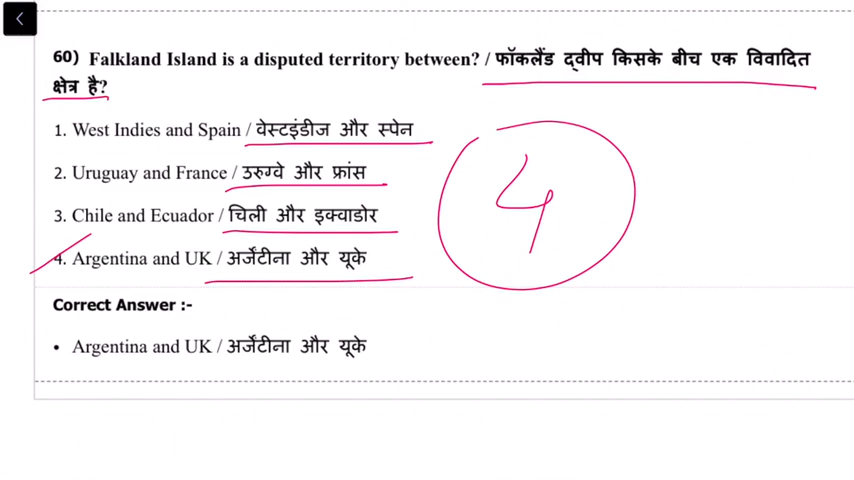 60) Falkland Island is a disputed territory between? / फॉकलैंड द्वीप किसके बीच एक विवादित
क्षेत्र है?
1. West Indies and Spain / वेस्टइंडीज और स्पेन
2. Uruguay and France / उरुग्वे और फ्रांस
3. Chile and Ecuador / चिली और इक्वाडोर
4. Argentina and UK / अर्जेंटीना और यूके
4
Correct Answer :-
• Argentina and UK / अर्जेंटीना और यूके